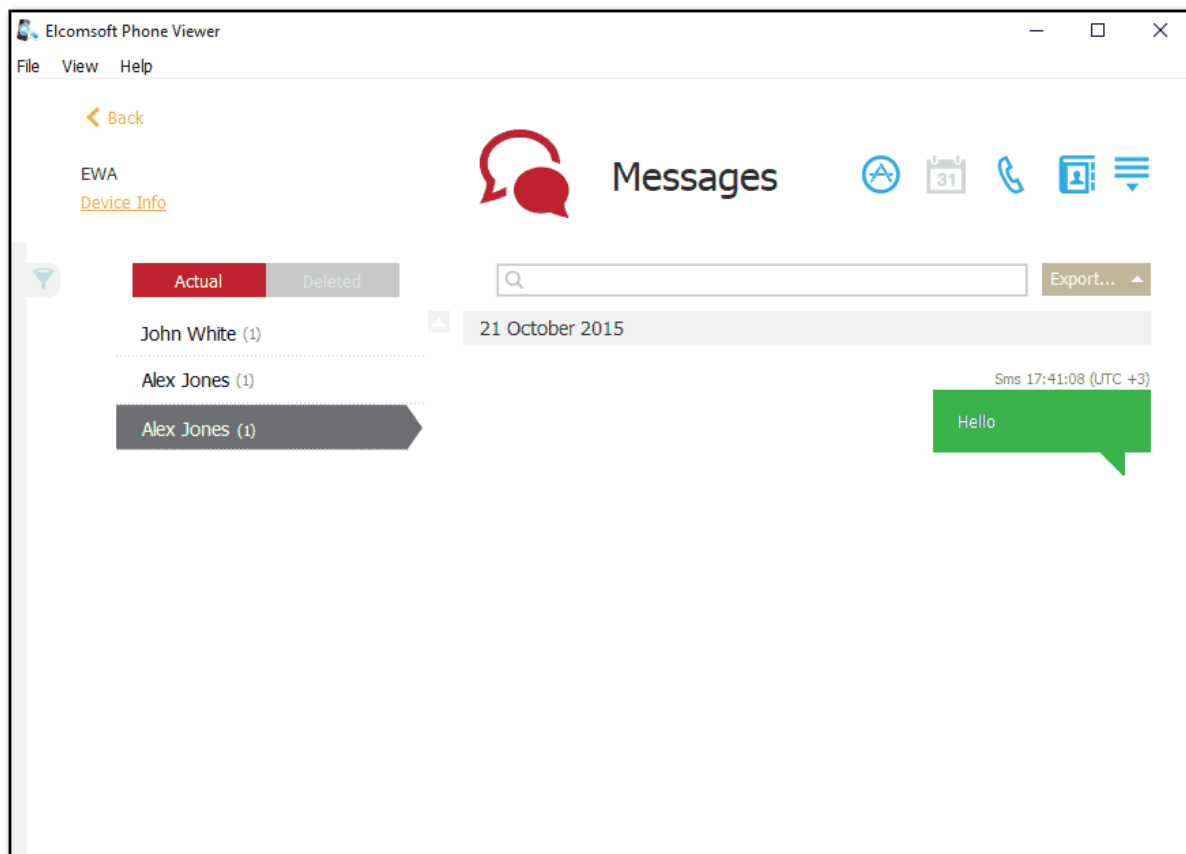 Elcomsoft Phone Viewer
File View Help
Back
EWA
Device Info
Messages
31
Actual Deleted
Export...
John White (1)
Alex Jones (1)
Alex Jones (1)
21 October 2015
Sms 17:41:08 (UTC +3)
Hello